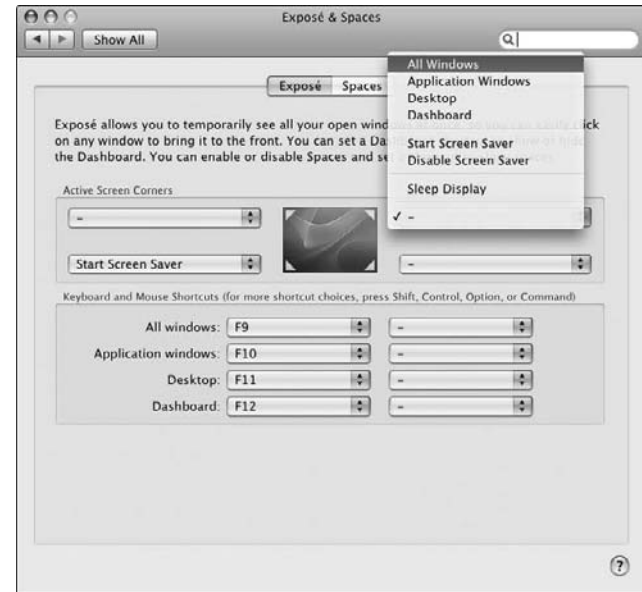 Exposé & Spaces
Show All
Exposé Spaces
All Windows
Application Windows
Desktop
Dashboard
Start Screen Saver
Disable Screen Saver
Sleep Display
✓ –
Exposé allows you to temporarily see all your open wind click
on any window to bring it to the front. You can set a Da
the Dashboard. You can enable or disable Spaces and se
Active Screen Corners
–
Start Screen Saver
–
Keyboard and Mouse Shortcuts (for more shortcut choices, press Shift, Control, Option, or Command)
All windows: F9 –
Application windows: F10 –
Desktop: F11 –
Dashboard: F12 –
?